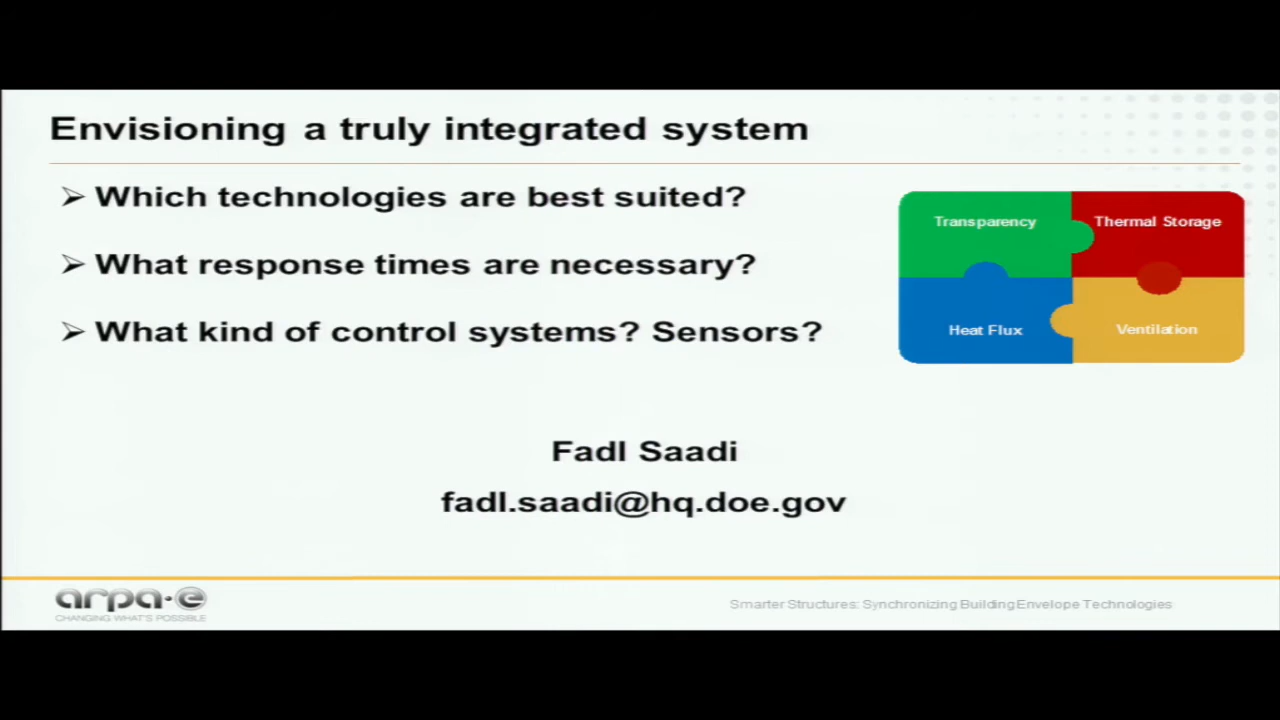 Envisioning a truly integrated system
Which technologies are best suited?
What response times are necessary?
What kind of control systems? Sensors?
Transparency
Thermal Storage
Heat Flux
Ventilation
Fadl Saadi
fadl.saadi@hq.doe.gov
arpa·e
CHANGING WHAT'S POSSIBLE
Smarter Structures: Synchronizing Building Envelope Technologies